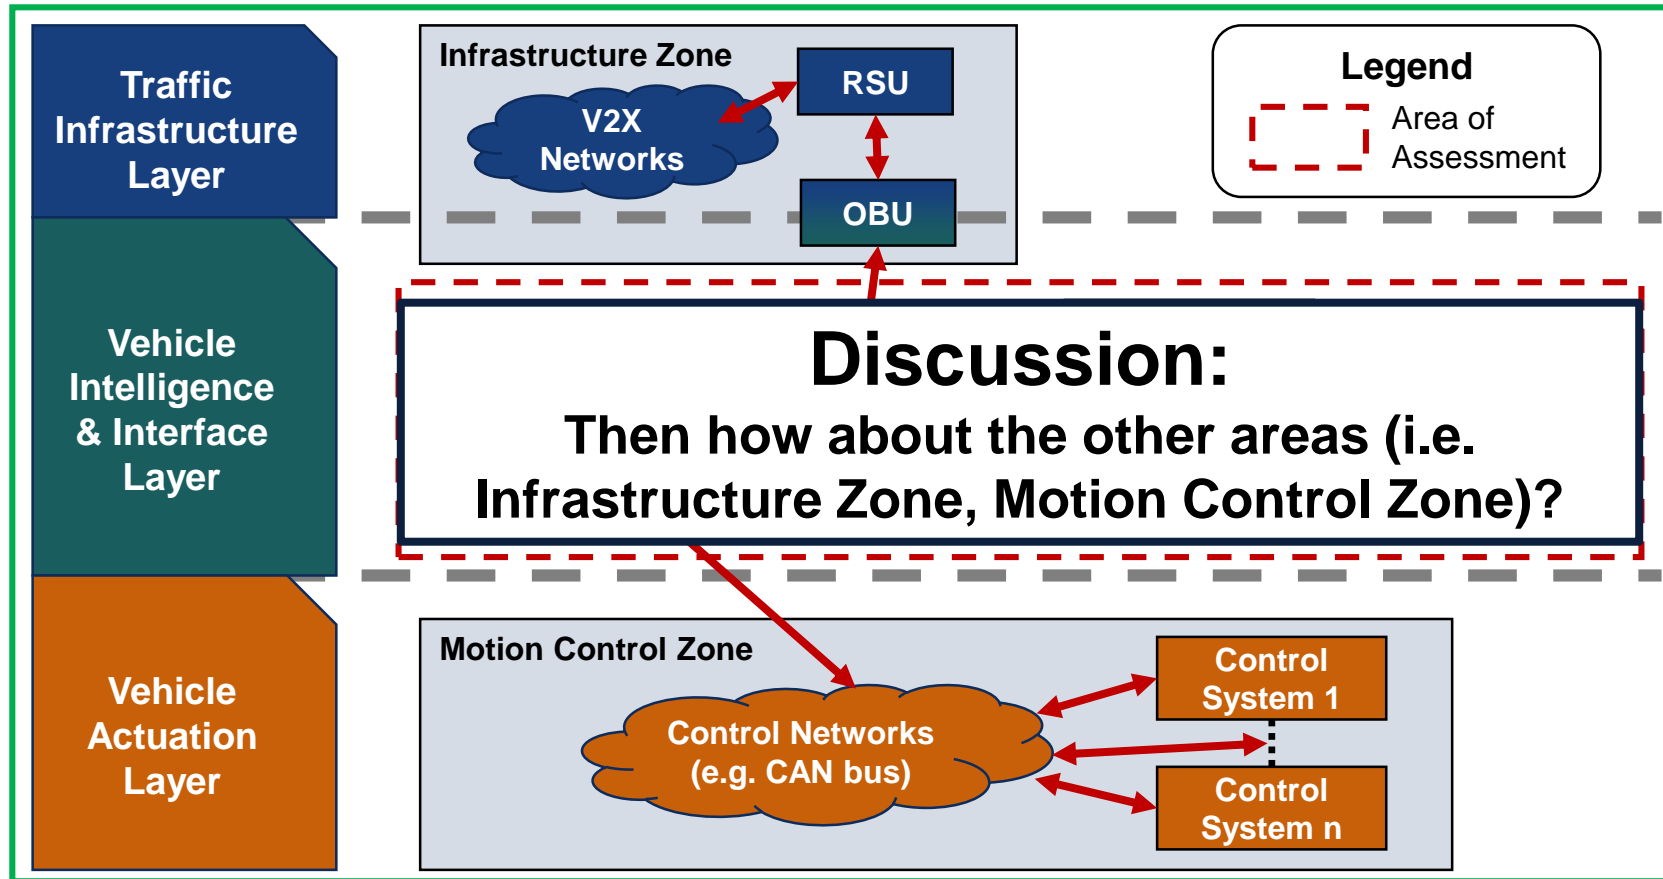 Traffic
Infrastructure
Layer
Infrastructure Zone
V2X
Networks
RSU
OBU
Legend
Area of
Assessment
Vehicle
Intelligence
& Interface
Layer
Discussion:
Then how about the other areas (i.e.
Infrastructure Zone, Motion Control Zone)?
Vehicle
Actuation
Layer
Motion Control Zone
Control Networks
(e.g. CAN bus)
Control
System 1
Control
System n